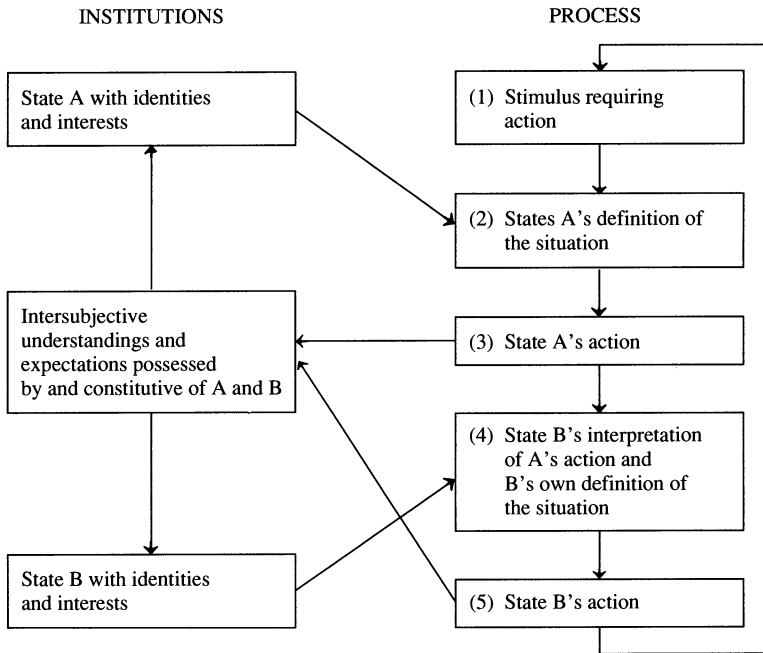 INSTITUTIONS
PROCESS
State A with identities
and interests
(1) Stimulus requiring
action
(2) States A's definition of
the situation
Intersubjective
understandings and
expectations possessed
by and constitutive of A and B
(3) State A's action
(4) State B's interpretation
of A's action and
B's own definition of
the situation
State B with identities
and interests
(5) State B's action